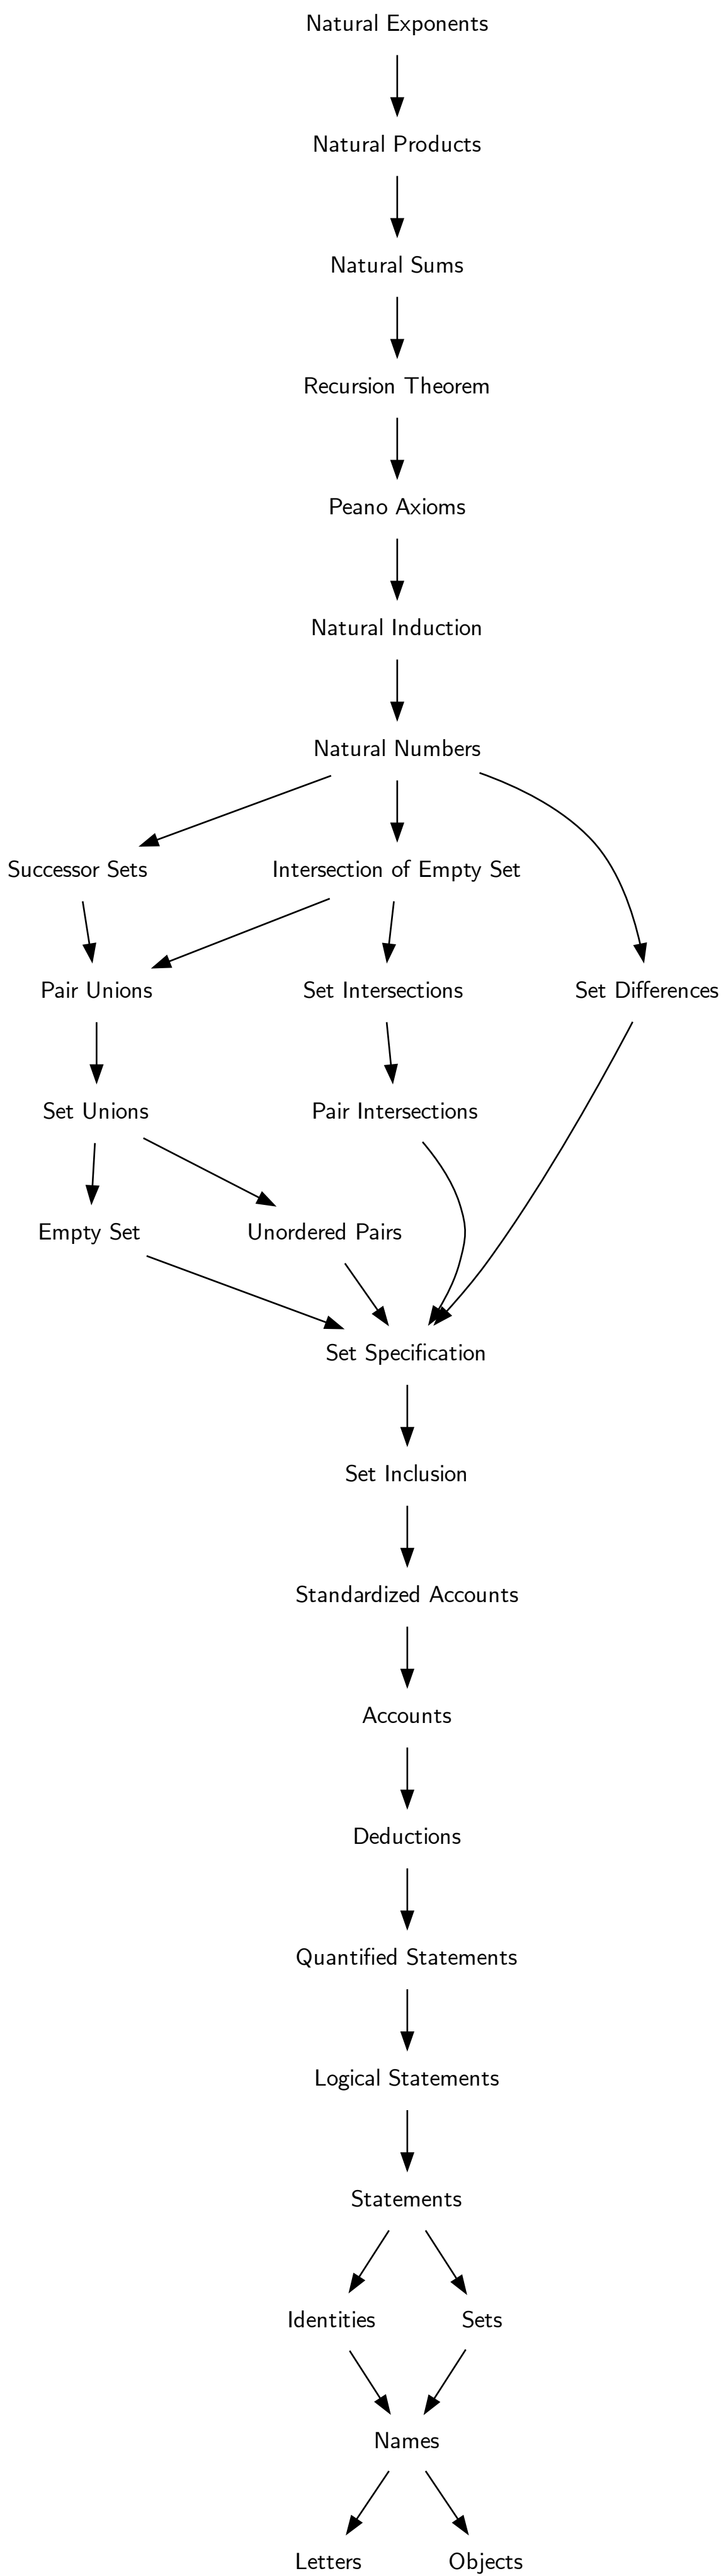 Natural Exponents
Natural Products
Natural Sums
Recursion Theorem
Peano Axioms
Natural Induction
Natural Numbers
Successor Sets
Intersection of Empty Set
Pair Unions
Set Intersections
Set Differences
Set Unions
Pair Intersections
Empty Set
Unordered Pairs
Set Specification
Set Inclusion
Standardized Accounts
Accounts
Deductions
Quantified Statements
Logical Statements
Statements
Identities
Sets
Names
Letters
Objects